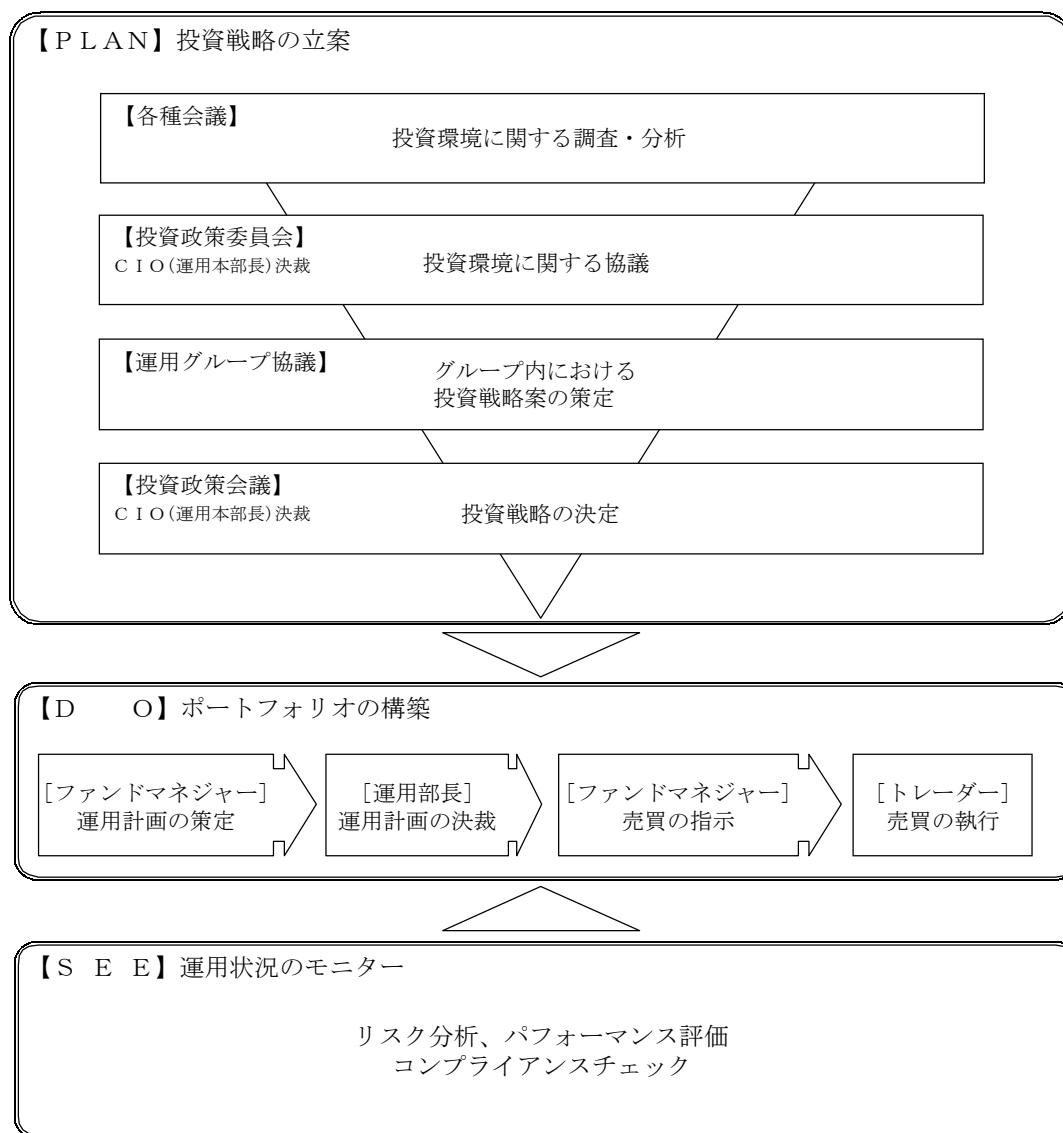 【ＰＬＡＮ】投資戦略の立案
【各種会議】
投資環境に関する調査・分析
【投資政策委員会】
ＣＩＯ(運用本部長)決裁
投資環境に関する協議
【運用グループ協議】
グループ内における
投資戦略案の策定
【投資政策会議】
ＣＩＯ(運用本部長)決裁
投資戦略の決定
【Ｄ　　Ｏ】ポートフォリオの構築
[ファンドマネジャー]
運用計画の策定
[運用部長]
運用計画の決裁
[ファンドマネジャー]
売買の指示
[トレーダー]
売買の執行
【Ｓ Ｅ Ｅ】運用状況のモニター
リスク分析、パフォーマンス評価
コンプライアンスチェック